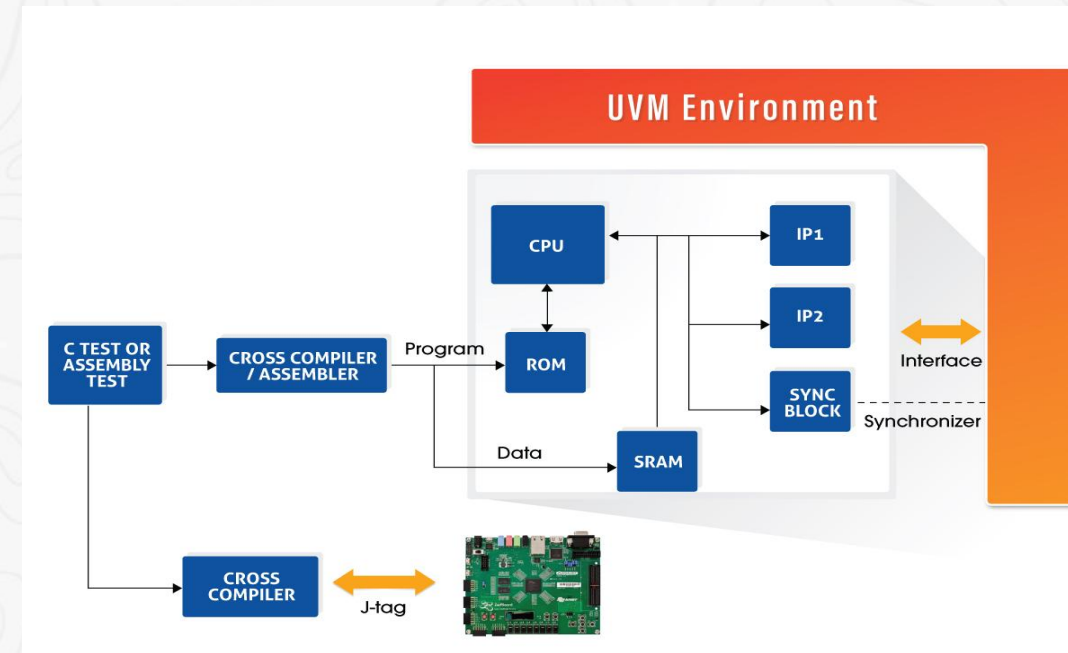 UVM Environment
CPU
IP1
IP2
ROM
C TEST OR
ASSEMBLY
TEST
CROSS COMPILER
/ ASSEMBLER
Program
Interface
SYNC
BLOCK
Synchronizer
Data
SRAM
CROSS
COMPILER
J-tag